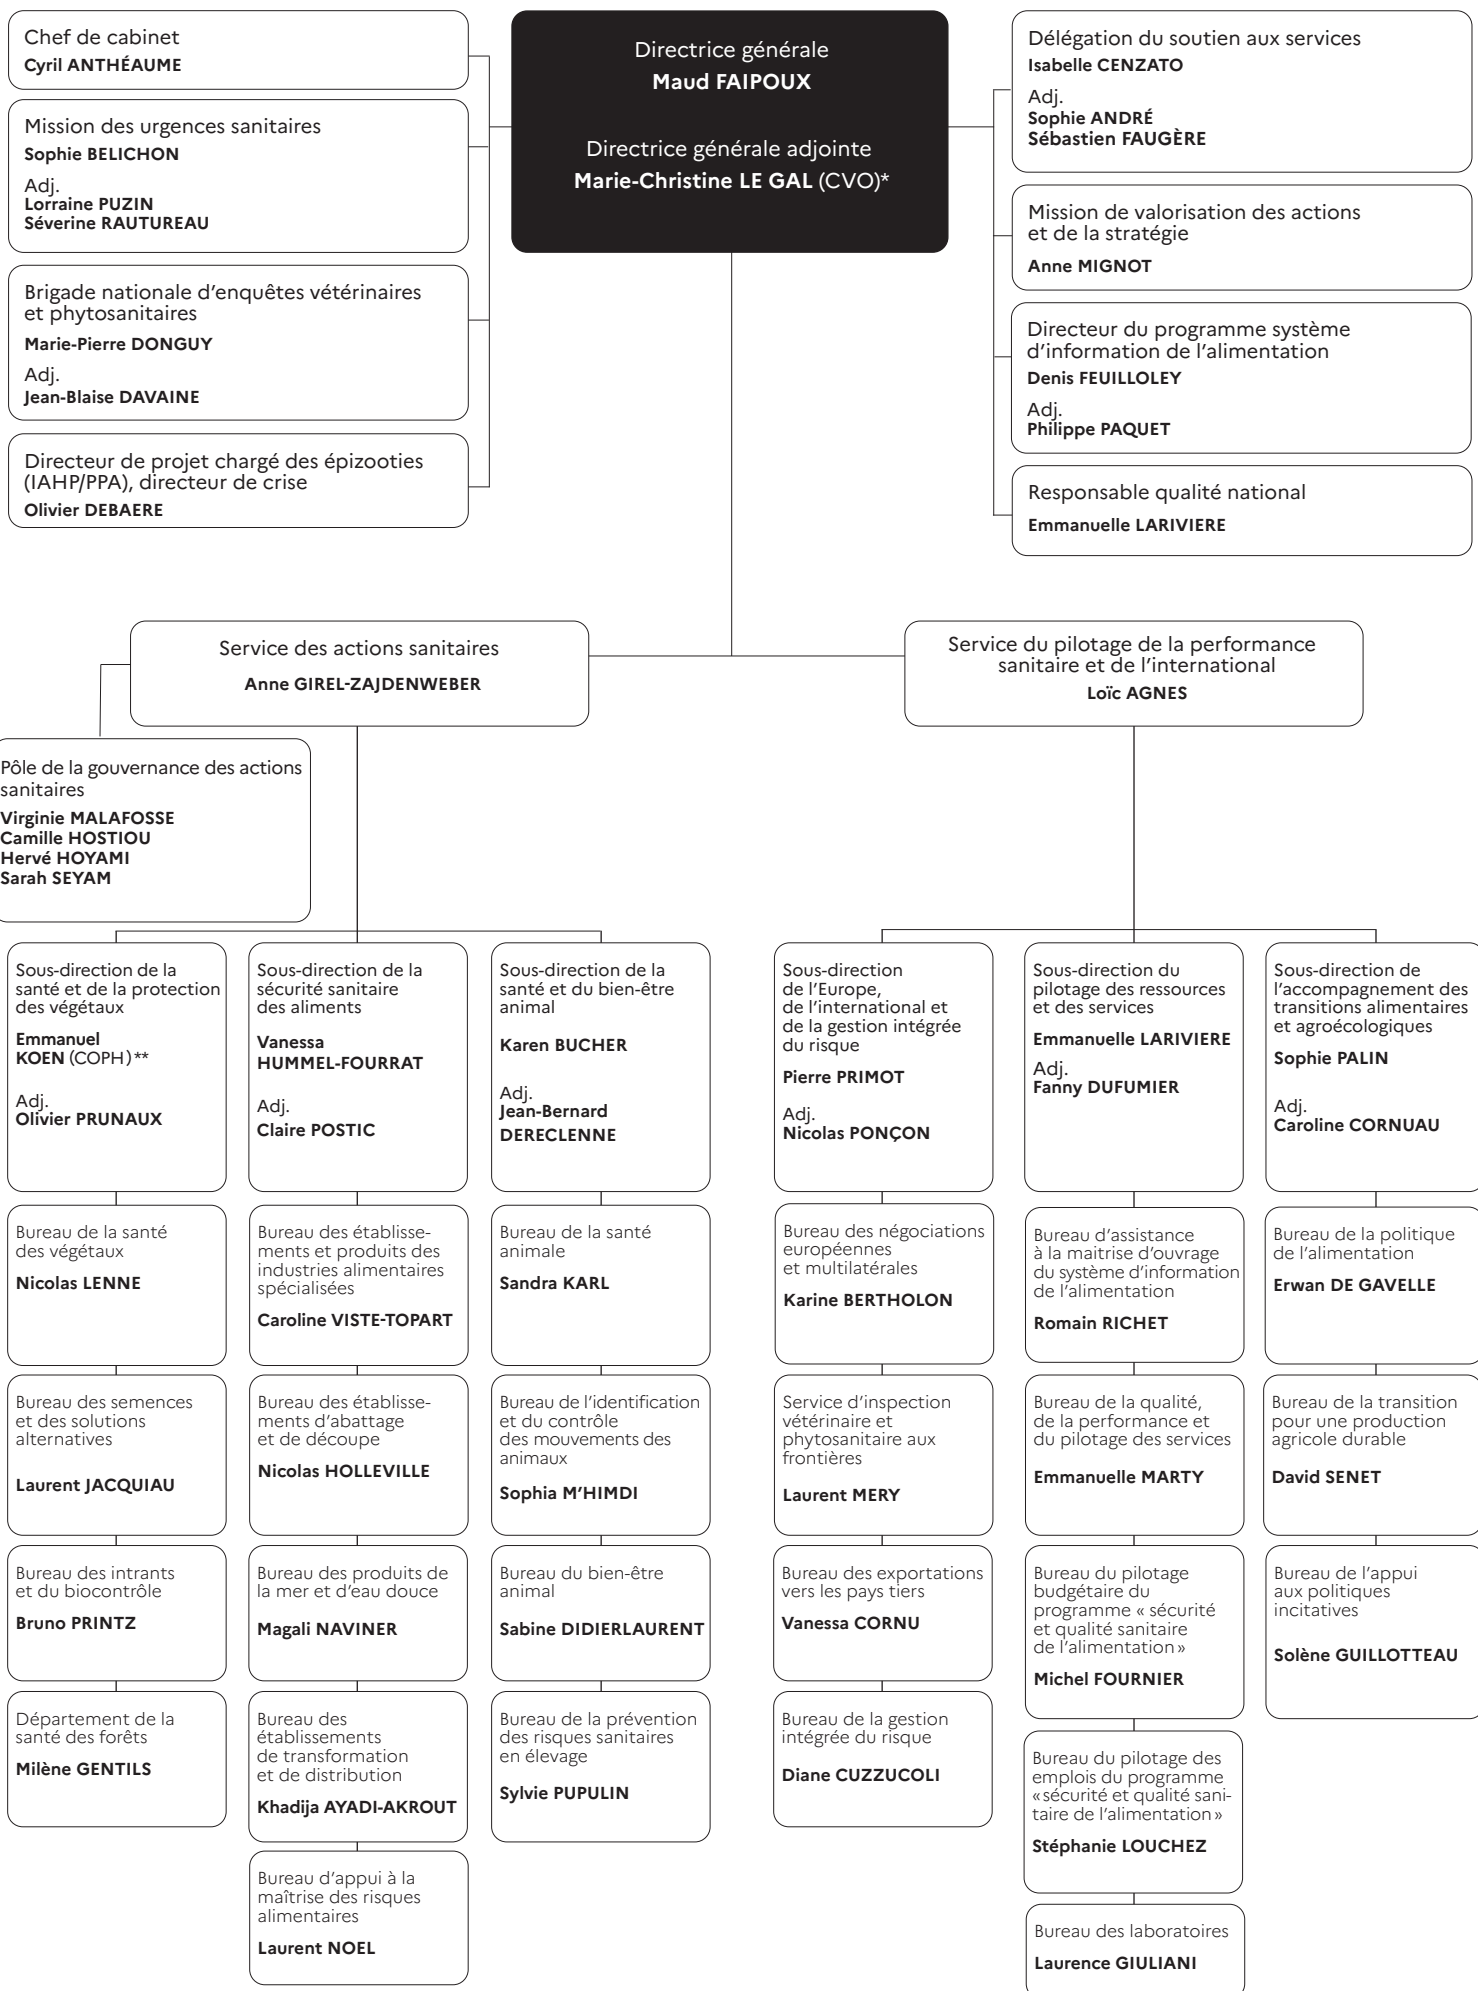 Chef de cabinet
Cyril ANTHÉAUME
Mission des urgences sanitaires
Sophie BELICHON
Adj.
Lorraine PUZIN
Séverine RAUTUREAU
Brigade nationale d'enquêtes vétérinaires
et phytosanitaires
Marie-Pierre DONGUY
Adj.
Jean-Blaise DAVAINE
Directeur de projet chargé des épizooties
(IAHP/PPA), directeur de crise
Olivier DEBAERE
Directrice générale
Maud FAIPOUX
Directrice générale adjointe
Marie-Christine LE GAL (CVO)*
Délégation du soutien aux services
Isabelle CENZATO
Adj.
Sophie ANDRÉ
Sébastien FAUGÈRE
Mission de valorisation des actions
et de la stratégie
Anne MIGNOT
Directeur du programme système
d'information de l'alimentation
Denis FEUILLOLEY
Adj.
Philippe PAQUET
Responsable qualité national
Emmanuelle LARIVIERE
Service des actions sanitaires
Anne GIREL-ZAJDENWEBER
Service du pilotage de la performance
sanitaire et de l'international
Loïc AGNES
Pôle de la gouvernance des actions
sanitaires
Virginie MALAFOSSE
Camille HOSTIOU
Hervé HOYAMI
Sarah SEYAM
Sous-direction de la
santé et de la protection
des végétaux
Emmanuel
KOEN (COPH)**
Adj.
Olivier PRUNAUX
Bureau de la santé
des végétaux
Nicolas LENNE
Bureau des semences
et des solutions
alternatives
Laurent JACQUIAU
Bureau des intrants
et du biocontrôle
Bruno PRINTZ
Département de la
santé des forêts
Milène GENTILS
Sous-direction de la
sécurité sanitaire
des aliments
Vanessa
HUMMEL-FOURRAT
Adj.
Claire POSTIC
Bureau des établisse-
ments et produits des
industries alimentaires
spécialisées
Caroline VISTE-TOPART
Bureau des établisse-
ments d'abattage
et de découpe
Nicolas HOLLEVILLE
Bureau des produits de
la mer et d'eau douce
Magali NAVINER
Bureau des
établissements
de transformation
et de distribution
Khadija AYADI-AKROUT
Bureau d'appui à la
maîtrise des risques
alimentaires
Laurent NOEL
Sous-direction de la
santé et du bien-être
animal
Karen BUCHER
Adj.
Jean-Bernard
DERECLENNE
Bureau de la santé
animale
Sandra KARL
Bureau de l'identification
et du contrôle
des mouvements des
animaux
Sophia M'HIMDI
Bureau du bien-être
animal
Sabine DIDIERLAURENT
Bureau de la prévention
des risques sanitaires
en élevage
Sylvie PUPULIN
Sous-direction
de l'Europe,
de l'international et
de la gestion intégrée
du risque
Pierre PRIMOT
Adj.
Nicolas PONÇON
Bureau des négociations
européennes
et multilatérales
Karine BERTHOLON
Service d'inspection
vétérinaire et
phytosanitaire aux
frontières
Laurent MERY
Bureau des exportations
vers les pays tiers
Vanessa CORNU
Bureau de la gestion
intégrée du risque
Diane CUZZUCOLI
Sous-direction du
pilotage des ressources
et des services
Emmanuelle LARIVIERE
Adj.
Fanny DUFUMIER
Bureau d'assistance
à la maitrise d'ouvrage
du système d'information
de l'alimentation
Romain RICHET
Bureau de la qualité,
de la performance et
du pilotage des services
Emmanuelle MARTY
Bureau du pilotage
budgétaire du
programme « sécurité
et qualité sanitaire
de l'alimentation »
Michel FOURNIER
Bureau du pilotage des
emplois du programme
« sécurité et qualité sani-
taire de l'alimentation »
Stéphanie LOUCHEZ
Bureau des laboratoires
Laurence GIULIANI
Sous-direction de
l'accompagnement des
transitions alimentaires
et agroécologiques
Sophie PALIN
Adj.
Caroline CORNUAU
Bureau de la politique
de l'alimentation
Erwan DE GAVELLE
Bureau de la transition
pour une production
agricole durable
David SENET
Bureau de l'appui
aux politiques
incitatives
Solène GUILLOTTEAU